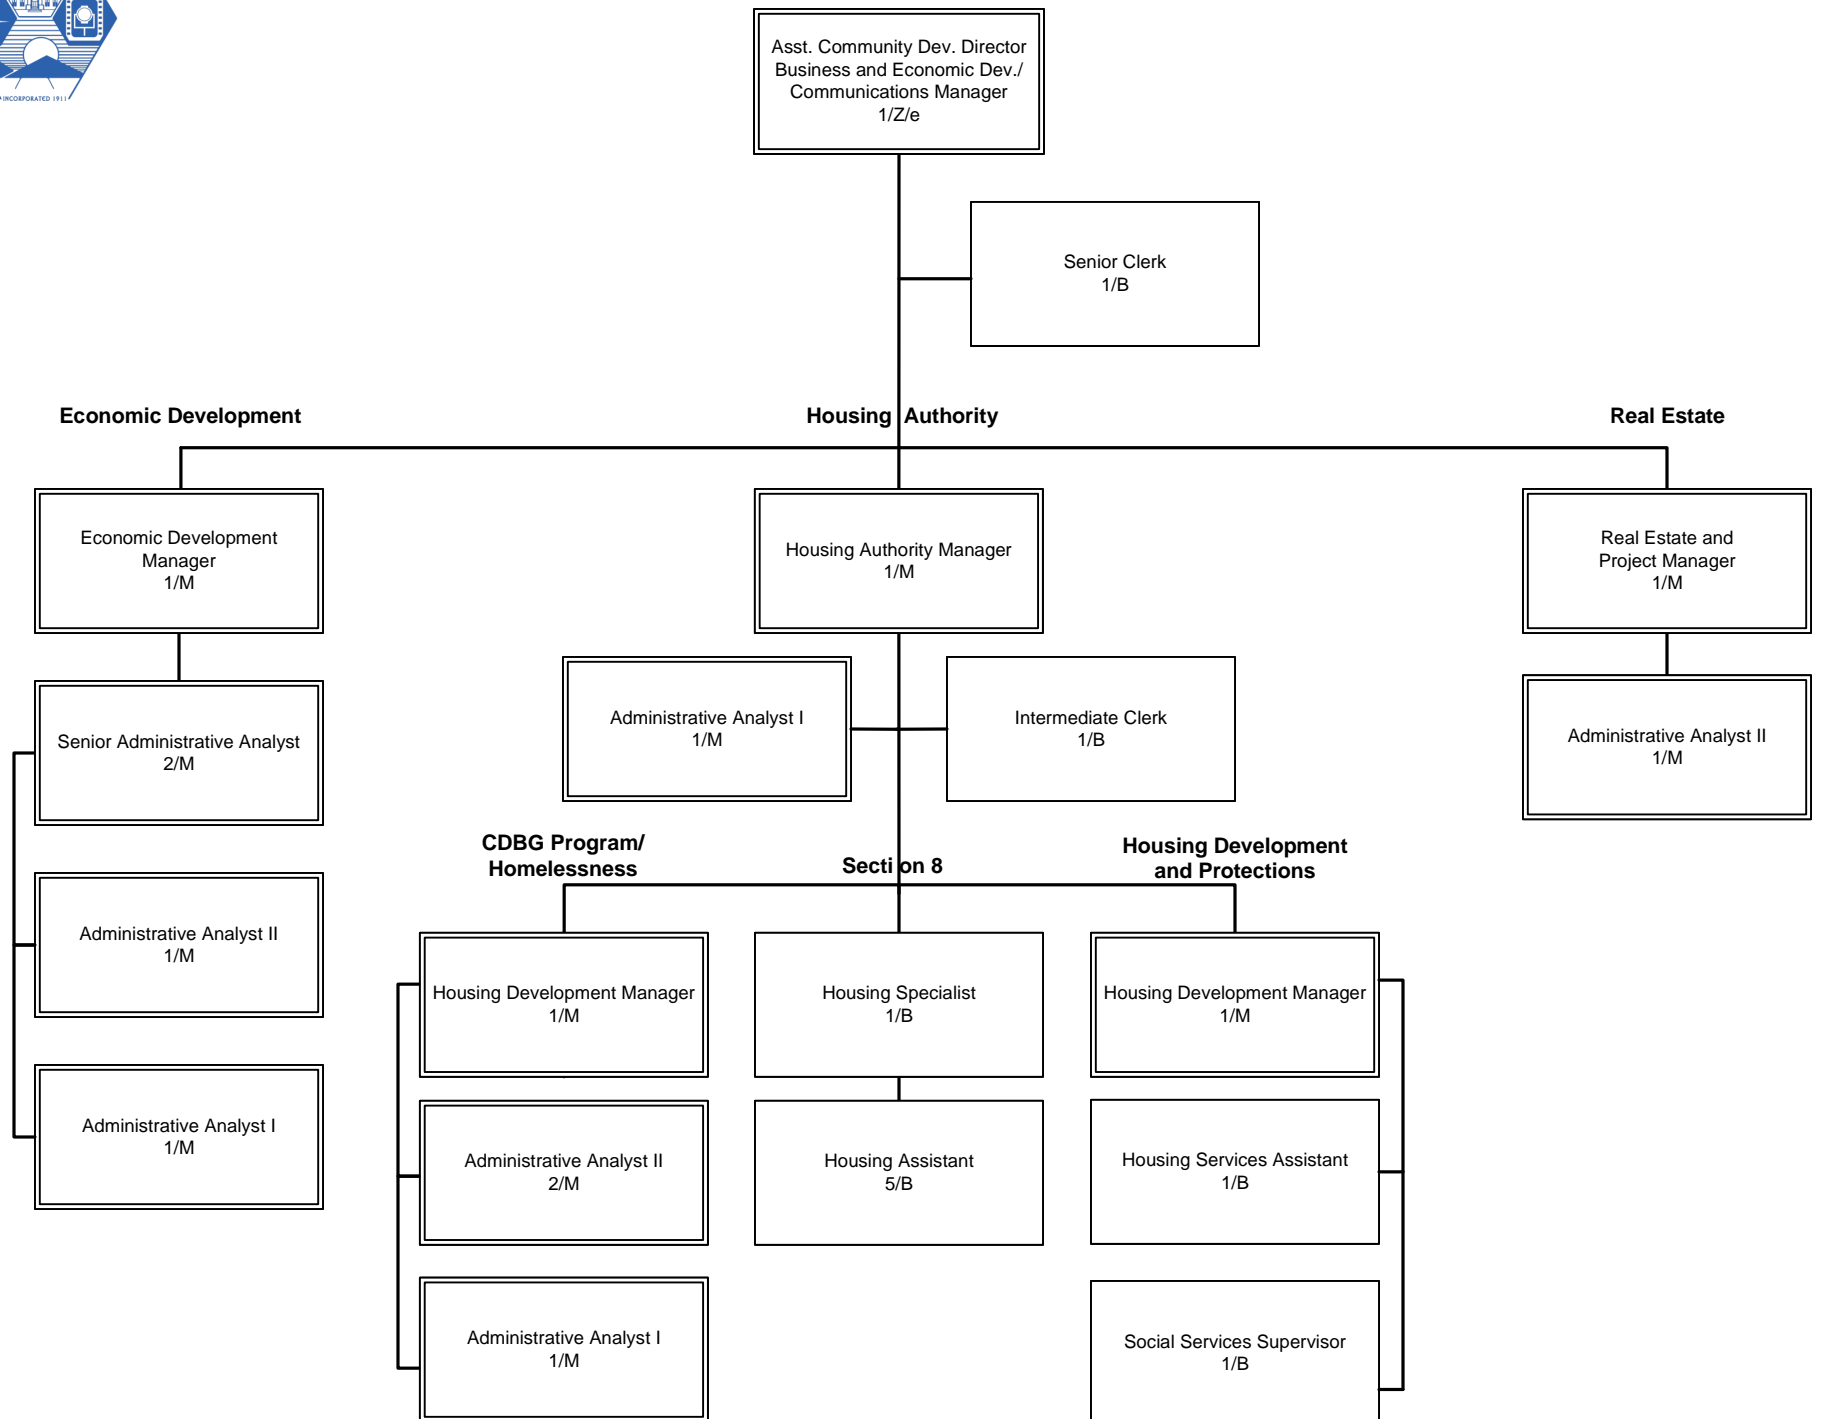 INCORPORATED 1911
Asst. Community Dev. Director
Business and Economic Dev./
Communications Manager
1/Z/e
Senior Clerk
1/B
Economic Development
Housing Authority
Real Estate
Economic Development
Manager
1/M
Housing Authority Manager
1/M
Real Estate and
Project Manager
1/M
Senior Administrative Analyst
2/M
Administrative Analyst I
1/M
Intermediate Clerk
1/B
Administrative Analyst II
1/M
CDBG Program/
Homelessness
Section 8
Housing Development
and Protections
Administrative Analyst II
1/M
Housing Development Manager
1/M
Housing Specialist
1/B
Housing Development Manager
1/M
Administrative Analyst I
1/M
Administrative Analyst II
2/M
Housing Assistant
5/B
Housing Services Assistant
1/B
Administrative Analyst I
1/M
Social Services Supervisor
1/B